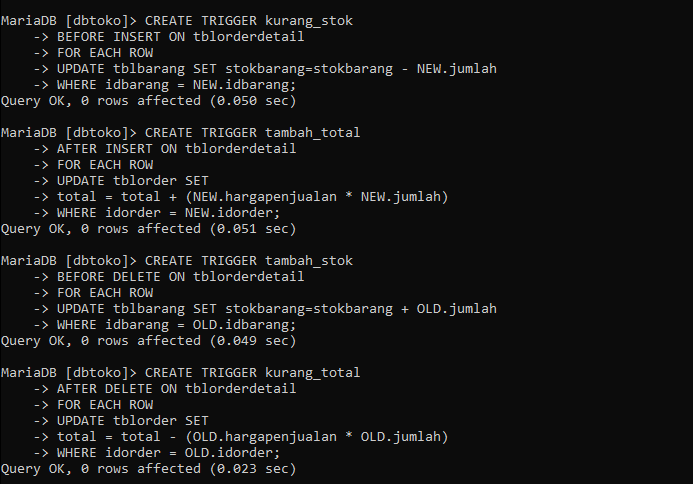 MariaDB [dbtoko]> CREATE TRIGGER kurang_stok
    -> BEFORE INSERT ON tblorderdetail
    -> FOR EACH ROW
    -> UPDATE tblbarang SET stokbarang=stokbarang - NEW.jumlah
    -> WHERE idbarang = NEW.idbarang;
Query OK, 0 rows affected (0.050 sec)

MariaDB [dbtoko]> CREATE TRIGGER tambah_total
    -> AFTER INSERT ON tblorderdetail
    -> FOR EACH ROW
    -> UPDATE tblorder SET
    -> total = total + (NEW.hargapenjualan * NEW.jumlah)
    -> WHERE idorder = NEW.idorder;
Query OK, 0 rows affected (0.051 sec)

MariaDB [dbtoko]> CREATE TRIGGER tambah_stok
    -> BEFORE DELETE ON tblorderdetail
    -> FOR EACH ROW
    -> UPDATE tblbarang SET stokbarang=stokbarang + OLD.jumlah
    -> WHERE idbarang = OLD.idbarang;
Query OK, 0 rows affected (0.049 sec)

MariaDB [dbtoko]> CREATE TRIGGER kurang_total
    -> AFTER DELETE ON tblorderdetail
    -> FOR EACH ROW
    -> UPDATE tblorder SET
    -> total = total - (OLD.hargapenjualan * OLD.jumlah)
    -> WHERE idorder = OLD.idorder;
Query OK, 0 rows affected (0.023 sec)